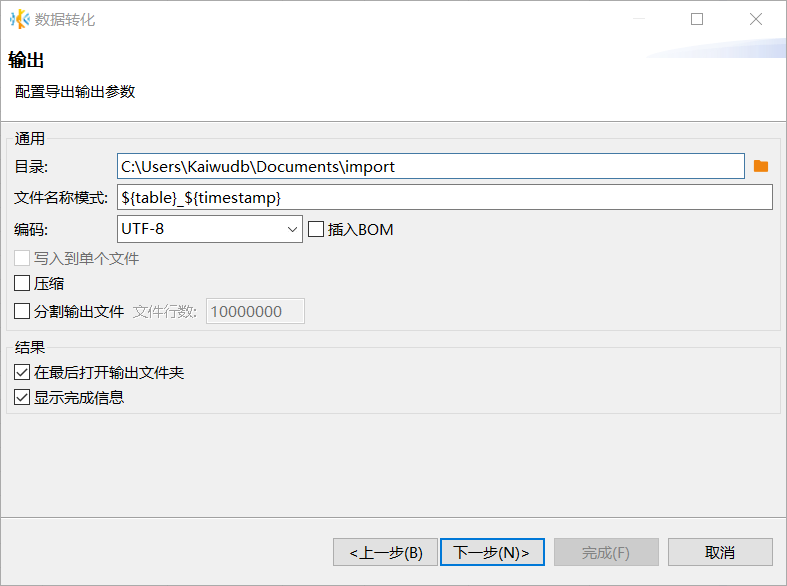 数据转化
输出
配置导出输出参数
通用
目录: C:\Users\Kaiwudb\Documents\import
文件名称模式: ${table}_${timestamp}
编码: UTF-8 插入BOM
写入到单个文件
压缩
分割输出文件 文件行数: 10000000
结果
在最后打开输出文件夹
显示完成信息
<上一步(B) 下一步(N)> 完成(F) 取消